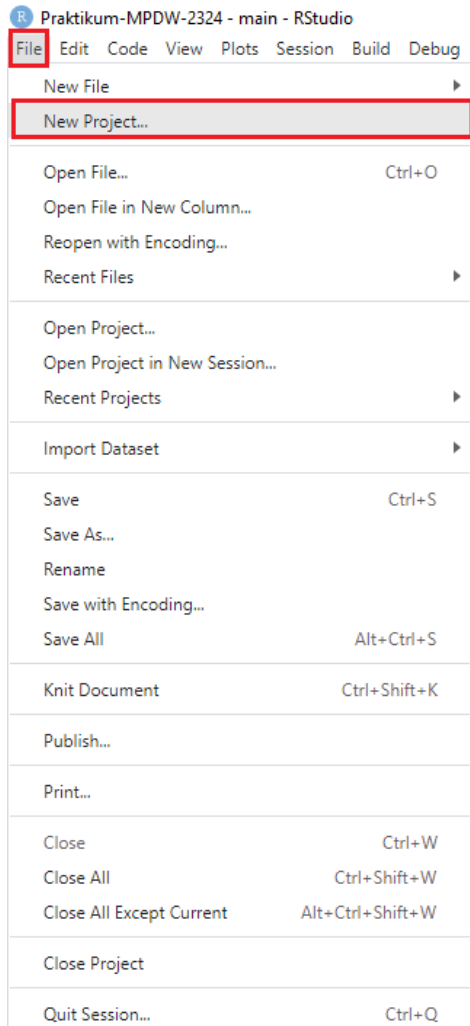 R Praktikum-MPDW-2324 - main - RStudio
File Edit Code View Plots Session Build Debug
New File
New Project...
Open File... Ctrl+O
Open File in New Column...
Reopen with Encoding...
Recent Files
Open Project...
Open Project in New Session...
Recent Projects
Import Dataset
Save Ctrl+S
Save As...
Rename
Save with Encoding...
Save All Alt+Ctrl+S
Knit Document Ctrl+Shift+K
Publish...
Print...
Close Ctrl+W
Close All Ctrl+Shift+W
Close All Except Current Alt+Ctrl+Shift+W
Close Project
Quit Session... Ctrl+Q